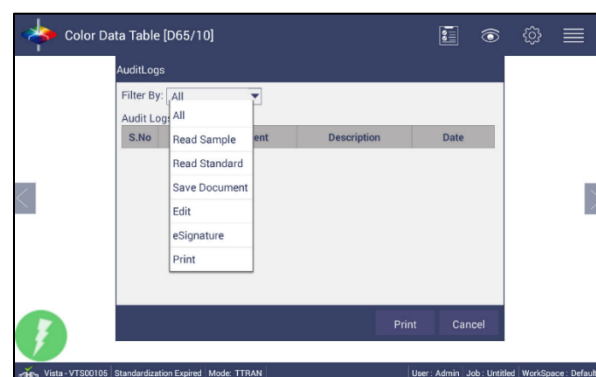 Color Data Table [D65/10]
AuditLogs
Filter By: All
Audit Logs
S.No ent Description Date
All
Read Sample
Read Standard
Save Document
Edit
eSignature
Print
Print Cancel
Vista - VTS00105 Standardization Expired Mode: TTRAN User : Admin Job : Untitled WorkSpace : Default